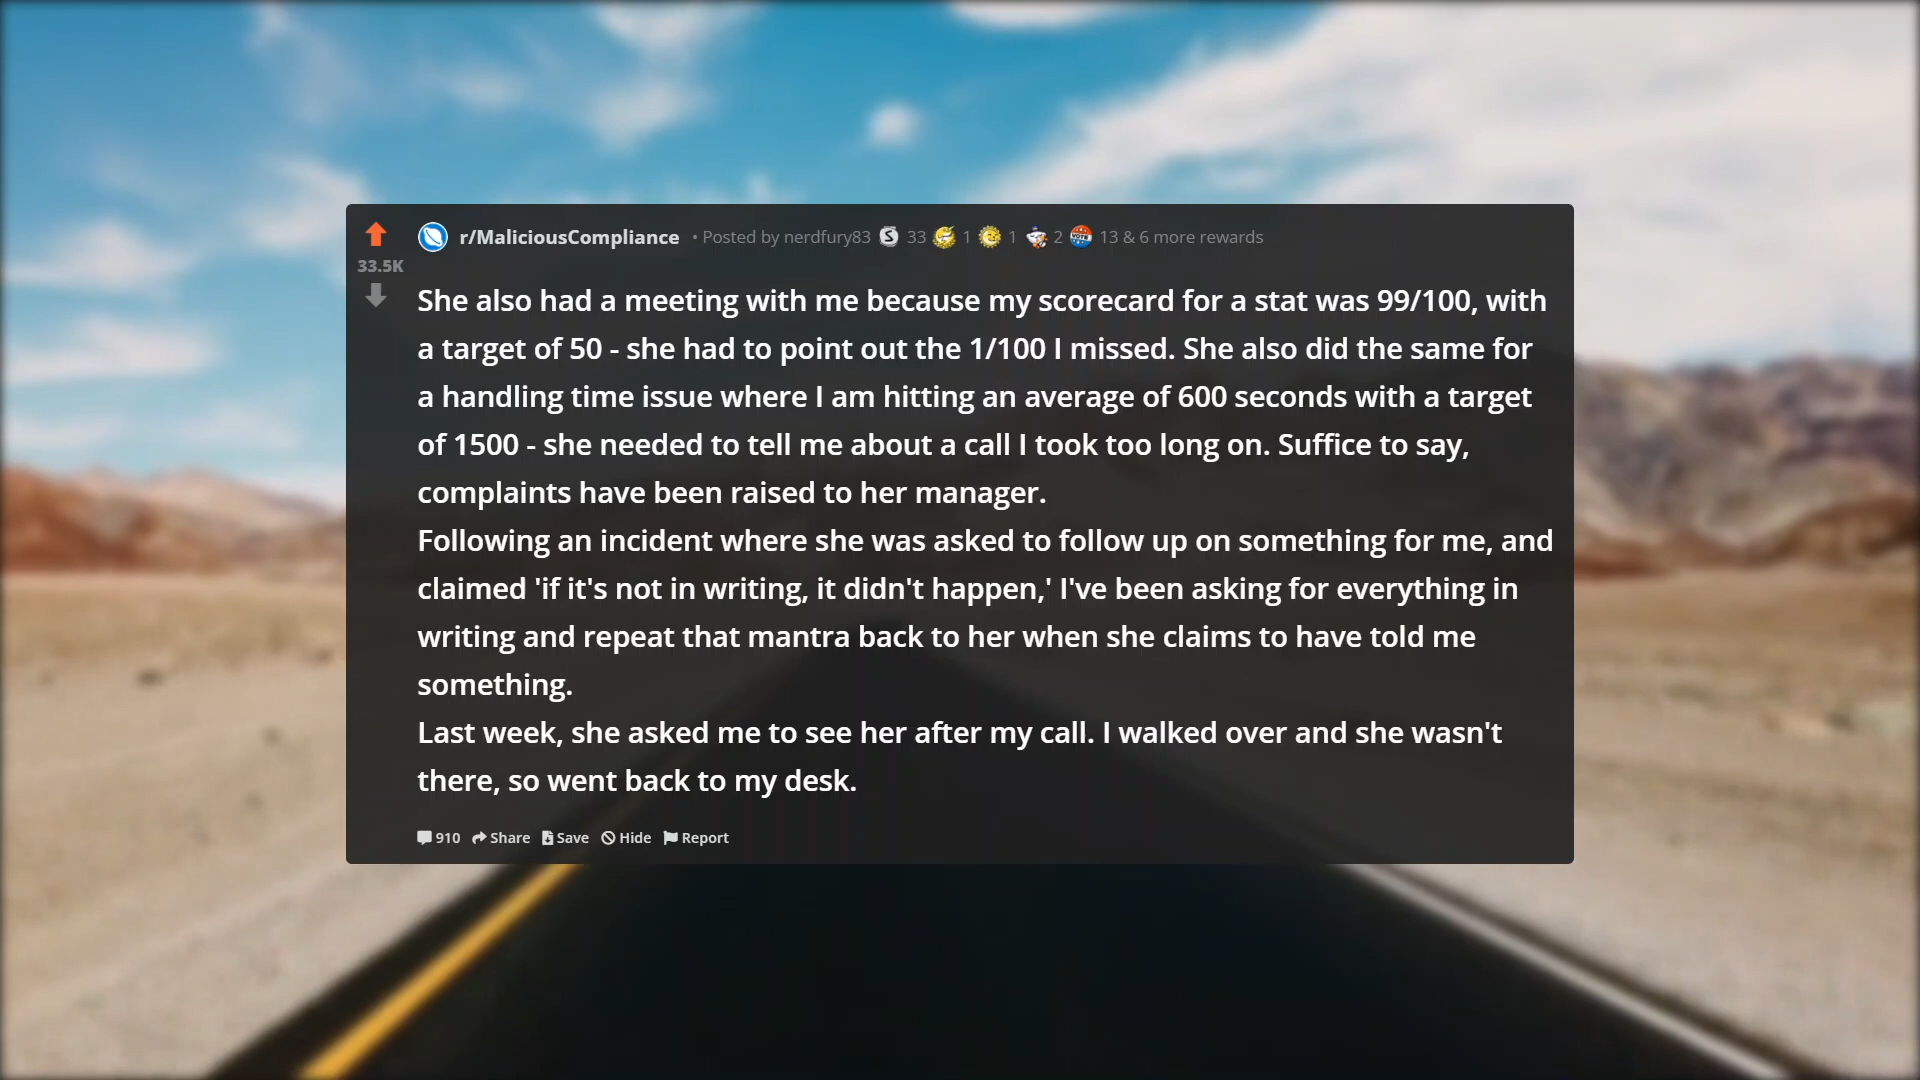 r/MaliciousCompliance • Posted by nerdfury83 S 33 1 1 2 VOTE 13 & 6 more rewards
33.5K
She also had a meeting with me because my scorecard for a stat was 99/100, with
a target of 50 - she had to point out the 1/100 I missed. She also did the same for
a handling time issue where I am hitting an average of 600 seconds with a target
of 1500 - she needed to tell me about a call I took too long on. Suffice to say,
complaints have been raised to her manager.
Following an incident where she was asked to follow up on something for me, and
claimed 'if it's not in writing, it didn't happen,' I've been asking for everything in
writing and repeat that mantra back to her when she claims to have told me
something.
Last week, she asked me to see her after my call. I walked over and she wasn't
there, so went back to my desk.
910 Share Save Hide Report